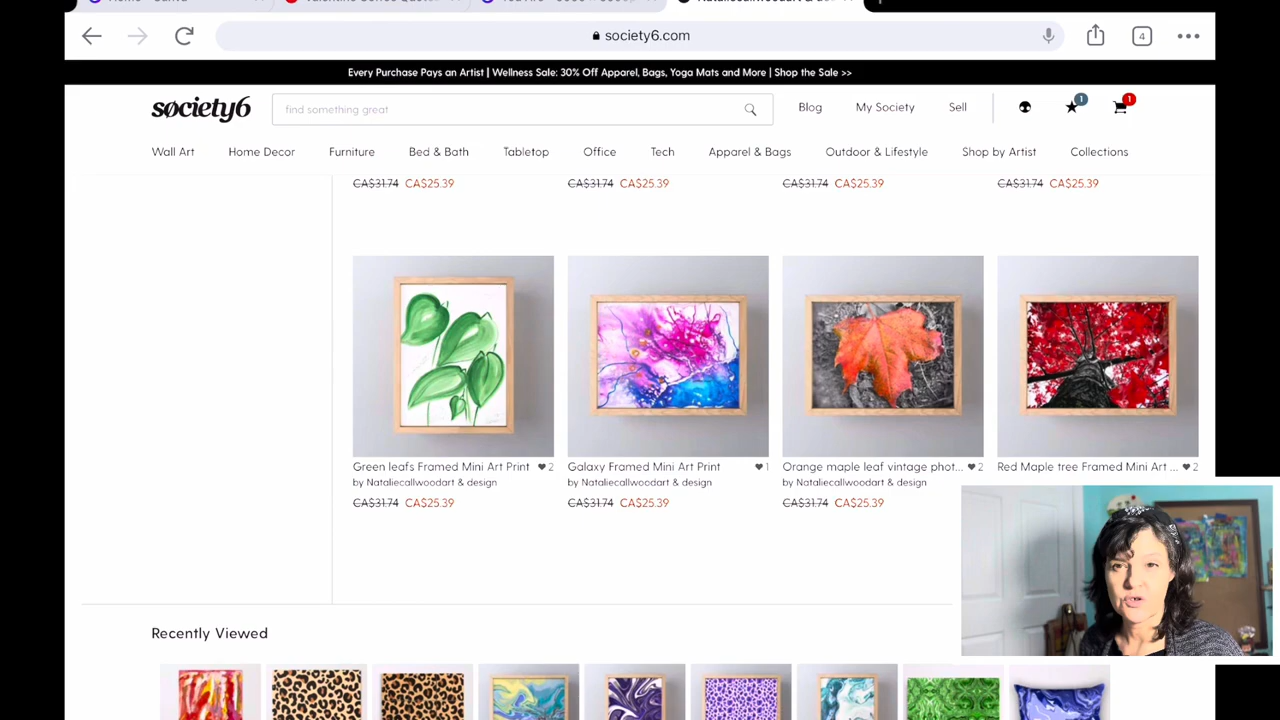 society6.com
4
Every Purchase Pays an Artist | Wellness Sale: 30% Off Apparel, Bags, Yoga Mats and More | Shop the Sale >>
society6
find something great
Blog My Society Sell 1 1
Wall Art Home Decor Furniture Bed & Bath Tabletop Office Tech Apparel & Bags Outdoor & Lifestyle Shop by Artist Collections
CA$31.74 CA$25.39 CA$31.74 CA$25.39 CA$31.74 CA$25.39 CA$31.74 CA$25.39
Green leafs Framed Mini Art Print 2 Galaxy Framed Mini Art Print 1 Orange maple leaf vintage phot... 2 Red Maple tree Framed Mini Art ... 2
by Nataliecallwoodart & design by Nataliecallwoodart & design by Nataliecallwoodart & design
CA$31.74 CA$25.39 CA$31.74 CA$25.39 CA$31.74 CA$25.39
Recently Viewed